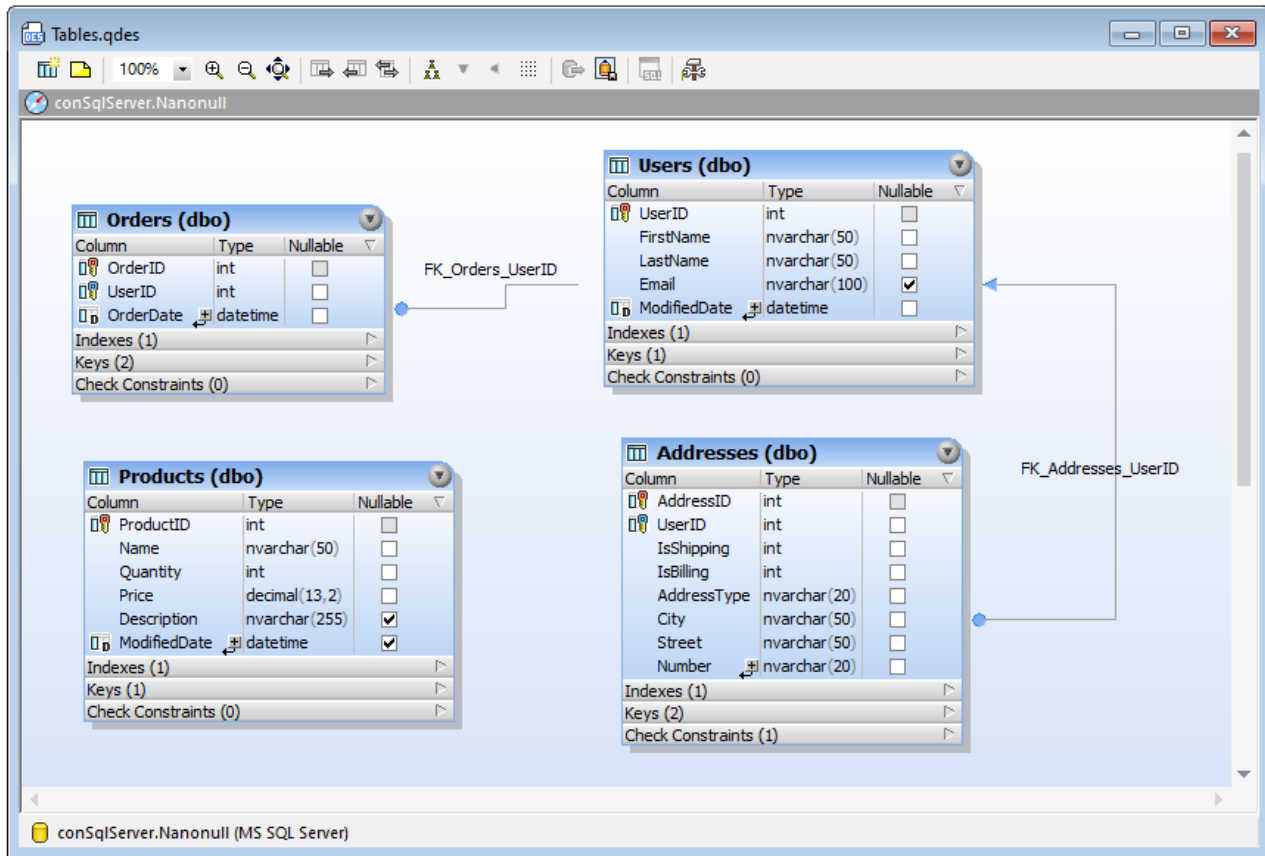 Tables.qdes
100%
conSqlServer.Nanonull
Orders (dbo)
Column Type Nullable
OrderID int
UserID int
OrderDate datetime
Indexes (1)
Keys (2)
Check Constraints (0)
FK_Orders_UserID
Users (dbo)
Column Type Nullable
UserID int
FirstName nvarchar(50)
LastName nvarchar(50)
Email nvarchar(100)
ModifiedDate datetime
Indexes (1)
Keys (1)
Check Constraints (0)
Products (dbo)
Column Type Nullable
ProductID int
Name nvarchar(50)
Quantity int
Price decimal(13,2)
Description nvarchar(255)
ModifiedDate datetime
Indexes (1)
Keys (1)
Check Constraints (0)
Addresses (dbo)
Column Type Nullable
AddressID int
UserID int
IsShipping int
IsBilling int
AddressType nvarchar(20)
City nvarchar(50)
Street nvarchar(50)
Number nvarchar(20)
Indexes (1)
Keys (2)
Check Constraints (1)
FK_Addresses_UserID
conSqlServer.Nanonull (MS SQL Server)